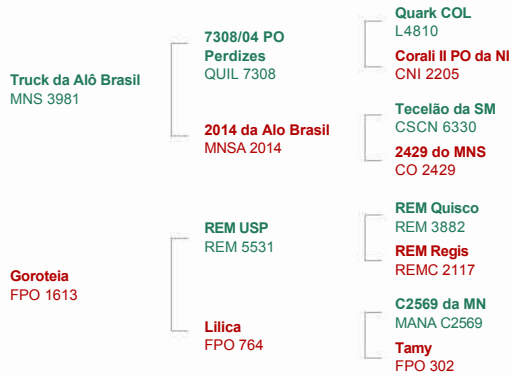 Quark COL
L4810
7308/04 PO
Perdizes
QUIL 7308
Corali II PO da NI
CNI 2205
Truck da Alô Brasil
MNS 3981
Tecelão da SM
CSCN 6330
2014 da Alo Brasil
MNSA 2014
2429 do MNS
CO 2429
REM Quisco
REM 3882
REM USP
REM 5531
REM Regis
REMC 2117
Goroteia
FPO 1613
C2569 da MN
MANA C2569
Lilica
FPO 764
Tamy
FPO 302